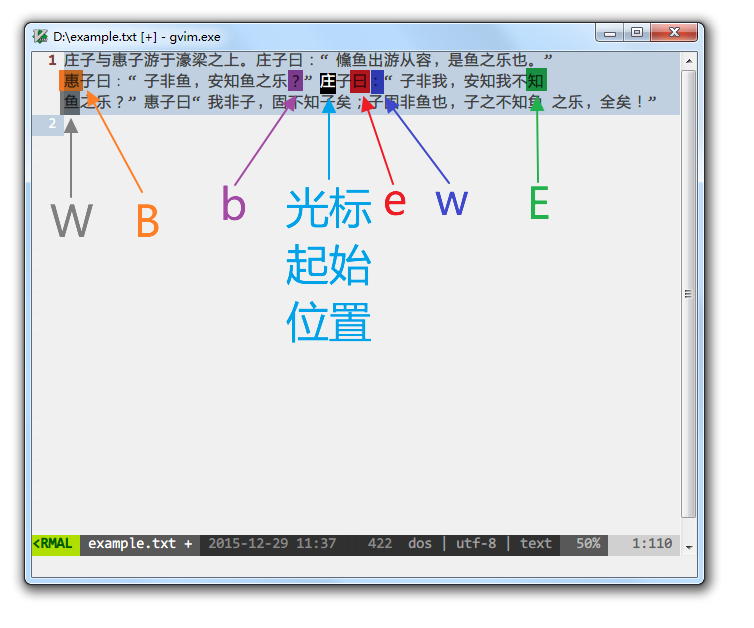 D:\example.txt [+] - gvim.exe
1 庄子与惠子游于濠梁之上。庄子曰：“ 儵鱼出游从容，是鱼之乐也。”
惠子曰：“ 子非鱼，安知鱼之乐？” 庄子曰：“ 子非我，安知我不知
鱼之乐？” 惠子曰“ 我非子，固不知子矣；子固非鱼也，子之不知鱼 之乐，全矣！”
2
W B b 光标 e w E
起始
位置
<RMAL example.txt + 2015-12-29 11:37 422 dos | utf-8 | text 50% 1:110